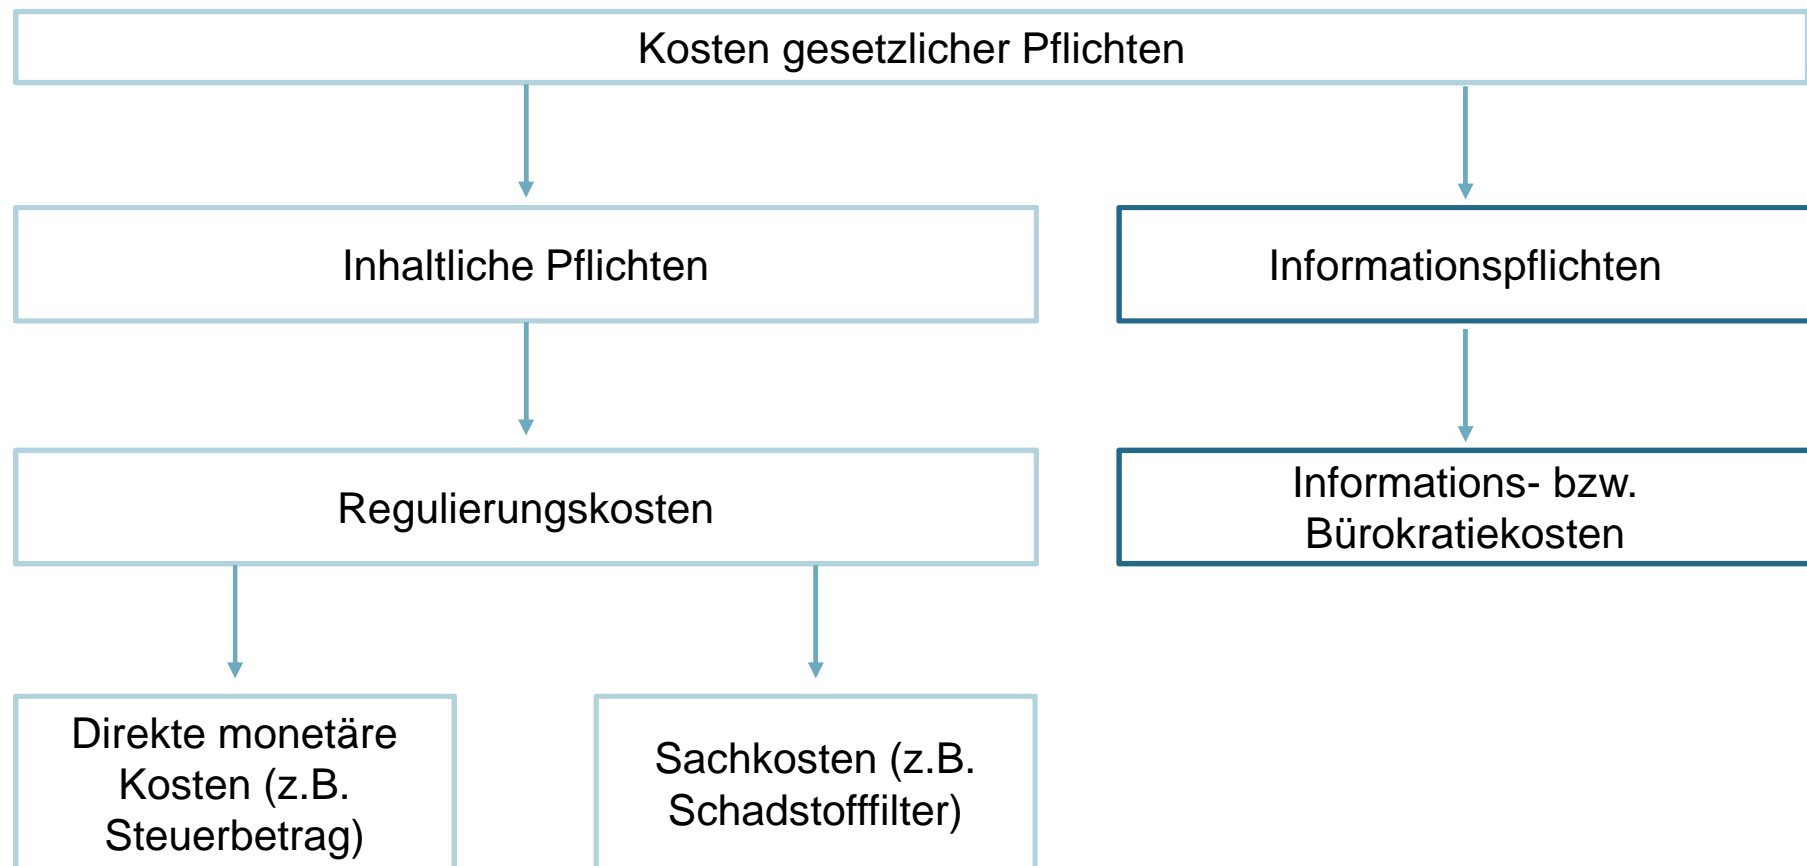 Kosten gesetzlicher Pflichten
Inhaltliche Pflichten
Informationspflichten
Regulierungskosten
Informations- bzw.
Bürokratiekosten
Direkte monetäre
Kosten (z.B.
Steuerbetrag)
Sachkosten (z.B.
Schadstofffilter)